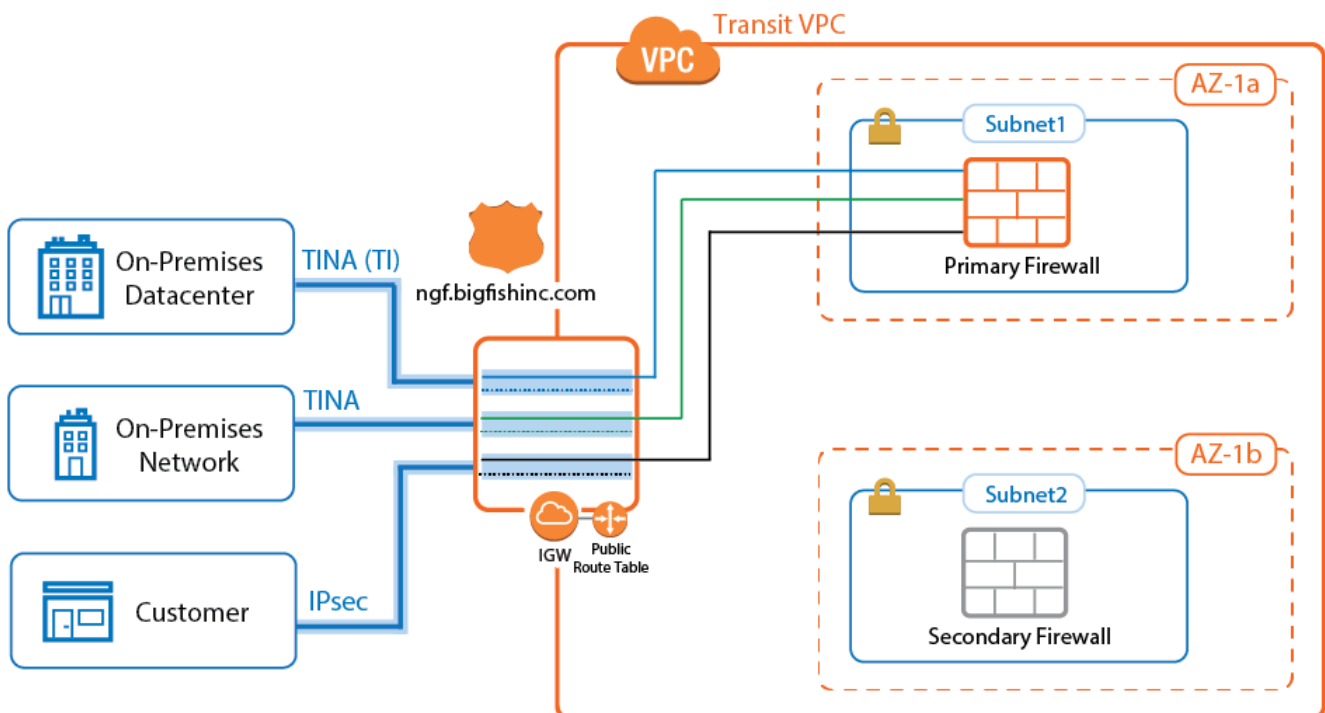 Transit VPC
VPC
AZ-1a
Subnet1
Primary Firewall
ngf.bigfishinc.com
On-Premises
Datacenter
TINA (TI)
On-Premises
Network
TINA
Customer
IPsec
IGW
Public
Route Table
AZ-1b
Subnet2
Secondary Firewall